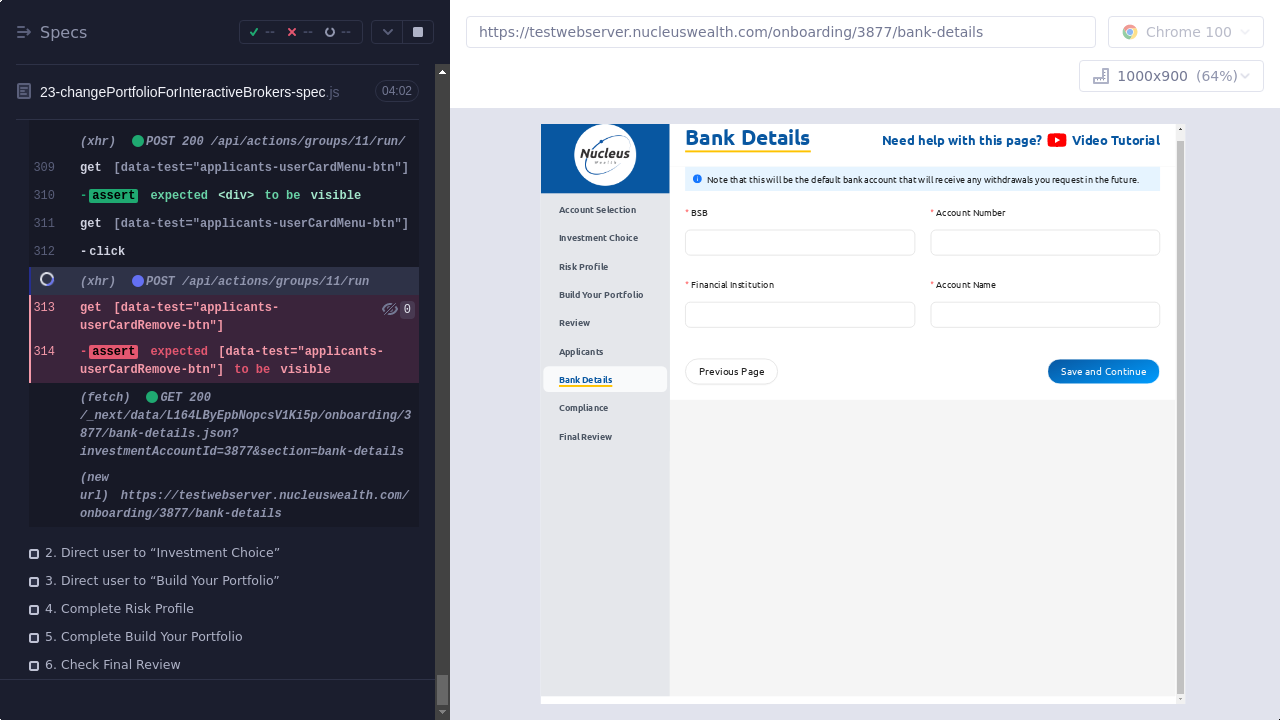 Specs
--
--
--
https://testwebserver.nucleuswealth.com/onboarding/3877/bank-details
Chrome 100
1000x900 (64%)
23-changePortfolioForInteractiveBrokers-spec.js
04:02
(xhr) POST 200 /api/actions/groups/11/run/
309 get [data-test="applicants-userCardMenu-btn"]
310 -assert expected <div> to be visible
311 get [data-test="applicants-userCardMenu-btn"]
312 -click
(xhr) POST /api/actions/groups/11/run
313 get [data-test="applicants-
userCardRemove-btn"]
0
314 -assert expected [data-test="applicants-
userCardRemove-btn"] to be visible
(fetch) GET 200
/_next/data/L164LByEpbNopcsV1Ki5p/onboarding/3
877/bank-details.json?
investmentAccountId=3877&section=bank-details
(new
url) https://testwebserver.nucleuswealth.com/
onboarding/3877/bank-details
2. Direct user to “Investment Choice”
3. Direct user to “Build Your Portfolio”
4. Complete Risk Profile
5. Complete Build Your Portfolio
6. Check Final Review
Nucleus
Wealth
Account Selection
Investment Choice
Risk Profile
Build Your Portfolio
Review
Applicants
Bank Details
Compliance
Final Review
Bank Details
Need help with this page? Video Tutorial
Note that this will be the default bank account that will receive any withdrawals you request in the future.
* BSB
* Account Number
* Financial Institution
* Account Name
Previous Page
Save and Continue